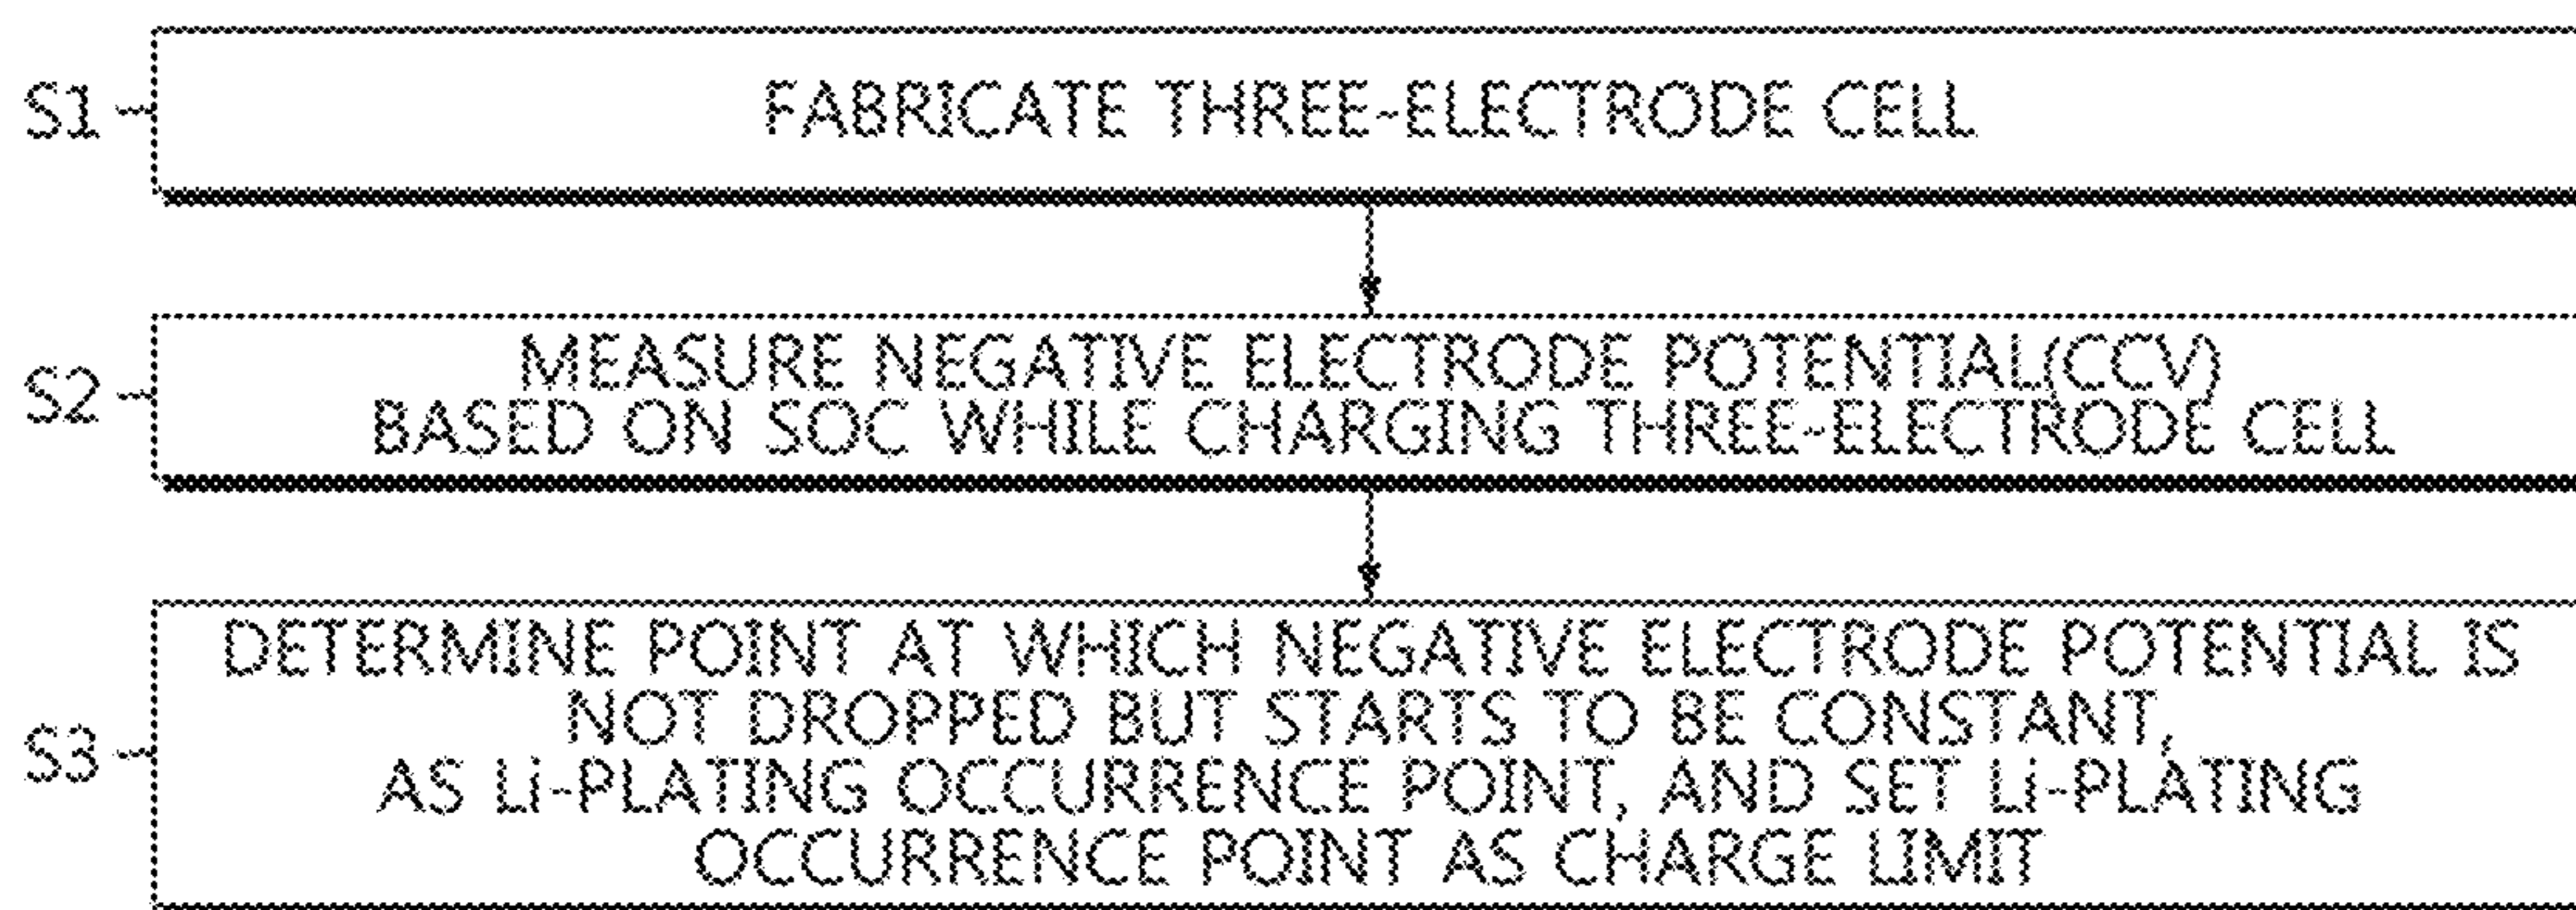 S1
FABRICATE THREE-ELECTRODE CELL
S2
MEASURE NEGATIVE ELECTRODE POTENTIAL(CCV)
BASED ON SOC WHILE CHARGING THREE-ELECTRODE CELL
S3
DETERMINE POINT AT WHICH NEGATIVE ELECTRODE POTENTIAL IS
NOT DROPPED BUT STARTS TO BE CONSTANT,
AS Li-PLATING OCCURRENCE POINT, AND SET Li-PLATING
OCCURRENCE POINT AS CHARGE LIMIT